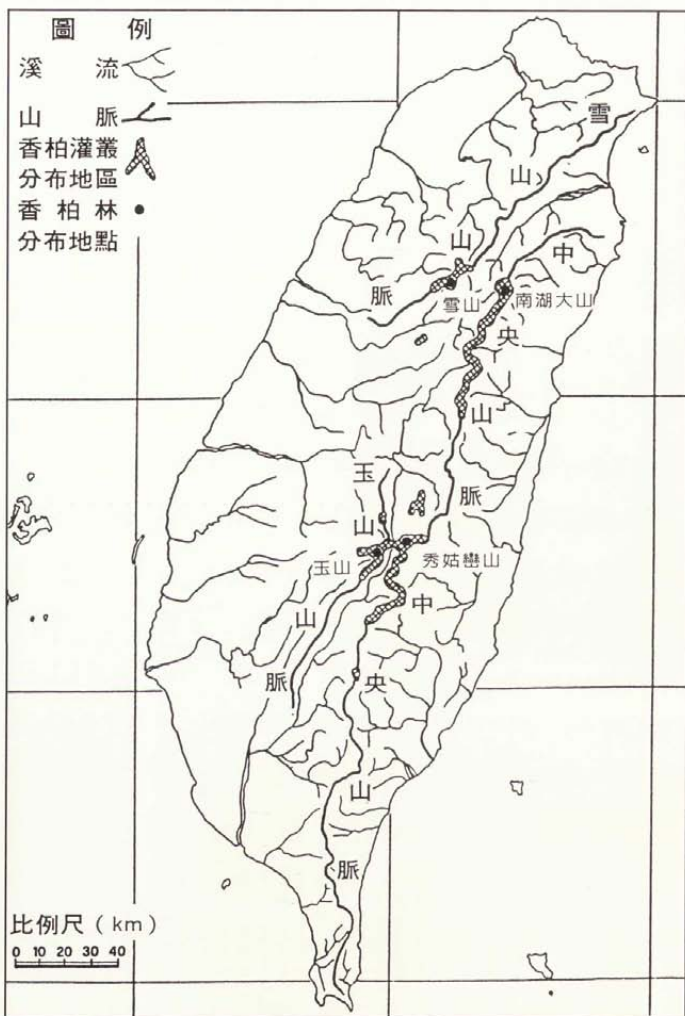 圖例
溪流
山脈
香柏灌叢
分布地區
香柏林
分布地點
雪
山
山
脈
雪山
中
南湖大山
央
山
脈
玉
山
玉山
秀姑巒山
山
脈
中
央
山
脈
比例尺（km）
0 10 20 30 40